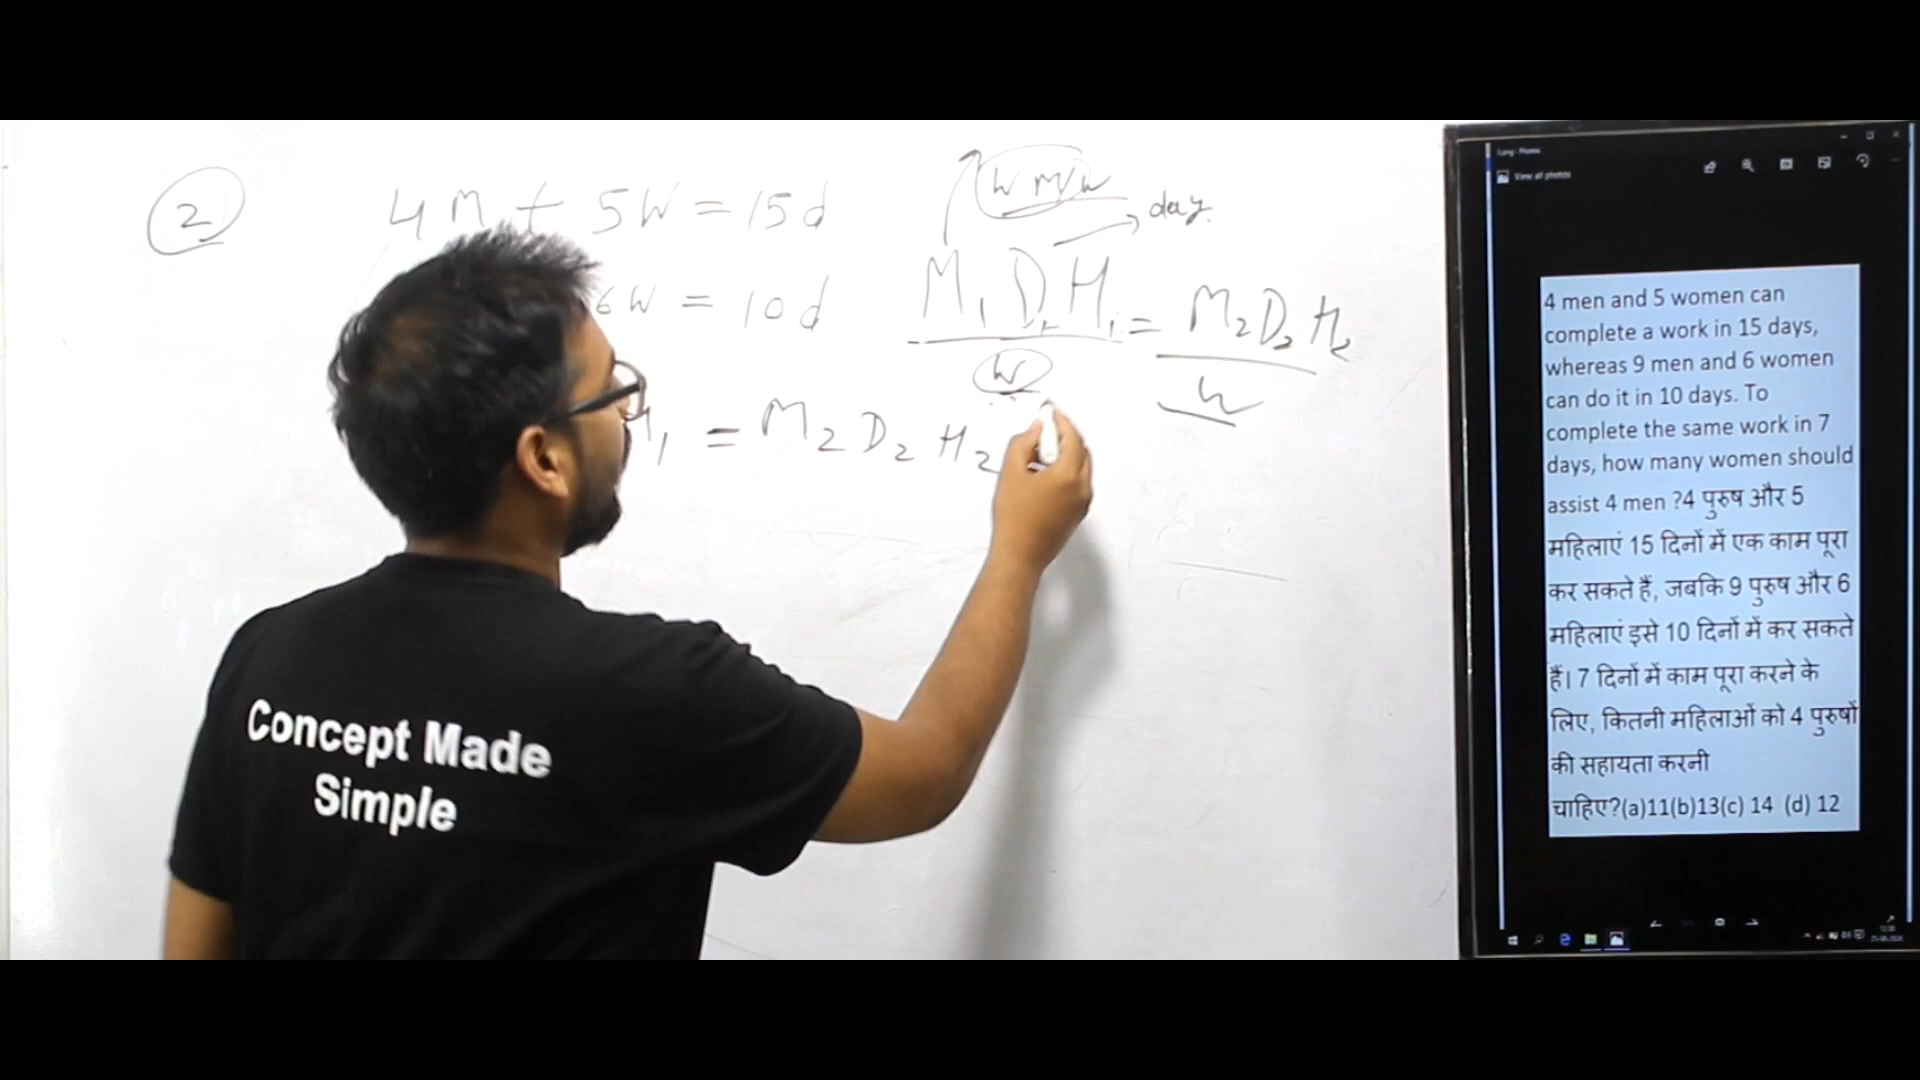 2
4M + 5W = 15d
6W = 10d
1 = M2 D2 H2
W M/W
day.
M1 D1 H1 = M2 D2 H2
W W
Concept Made
Simple
View all photos
4 men and 5 women can
complete a work in 15 days,
whereas 9 men and 6 women
can do it in 10 days. To
complete the same work in 7
days, how many women should
assist 4 men ?4 पुरुष और 5
महिलाएं 15 दिनों में एक काम पूरा
कर सकते हैं, जबकि 9 पुरुष और 6
महिलाएं इसे 10 दिनों में कर सकते
हैं। 7 दिनों में काम पूरा करने के
लिए, कितनी महिलाओं को 4 पुरुषों
की सहायता करनी
चाहिए?(a)11(b)13(c) 14 (d) 12